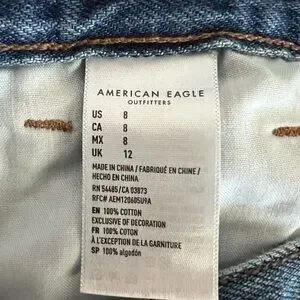 AMERICAN EAGLE
OUTFITTERS
US 8
CA 8
MX 8
UK 12
MADE IN CHINA / FABRIQUÉ EN CHINE /
HECHO EN CHINA
RN 54485/CA 03873
RFC# AEM120605U9A
EN 100% COTTON
EXCLUSIVE OF DECORATION
FR 100% COTON
À L'EXCEPTION DE LA GARNITURE
SP 100% algodón